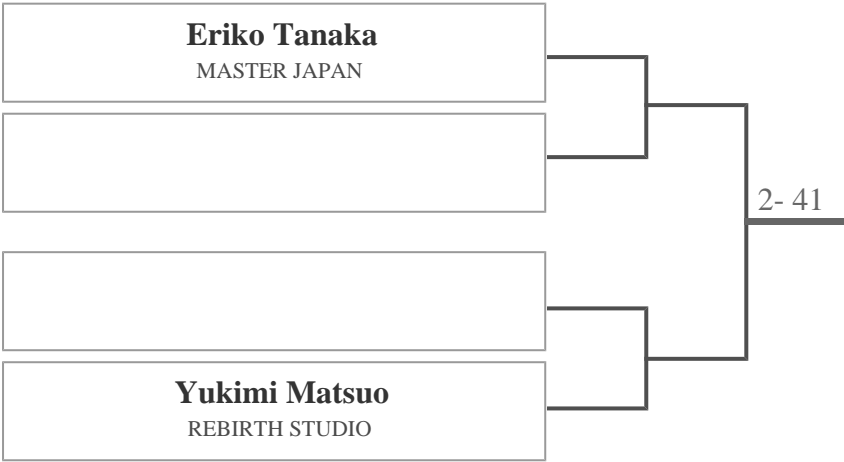 Eriko Tanaka
MASTER JAPAN
2- 41
Yukimi Matsuo
REBIRTH STUDIO